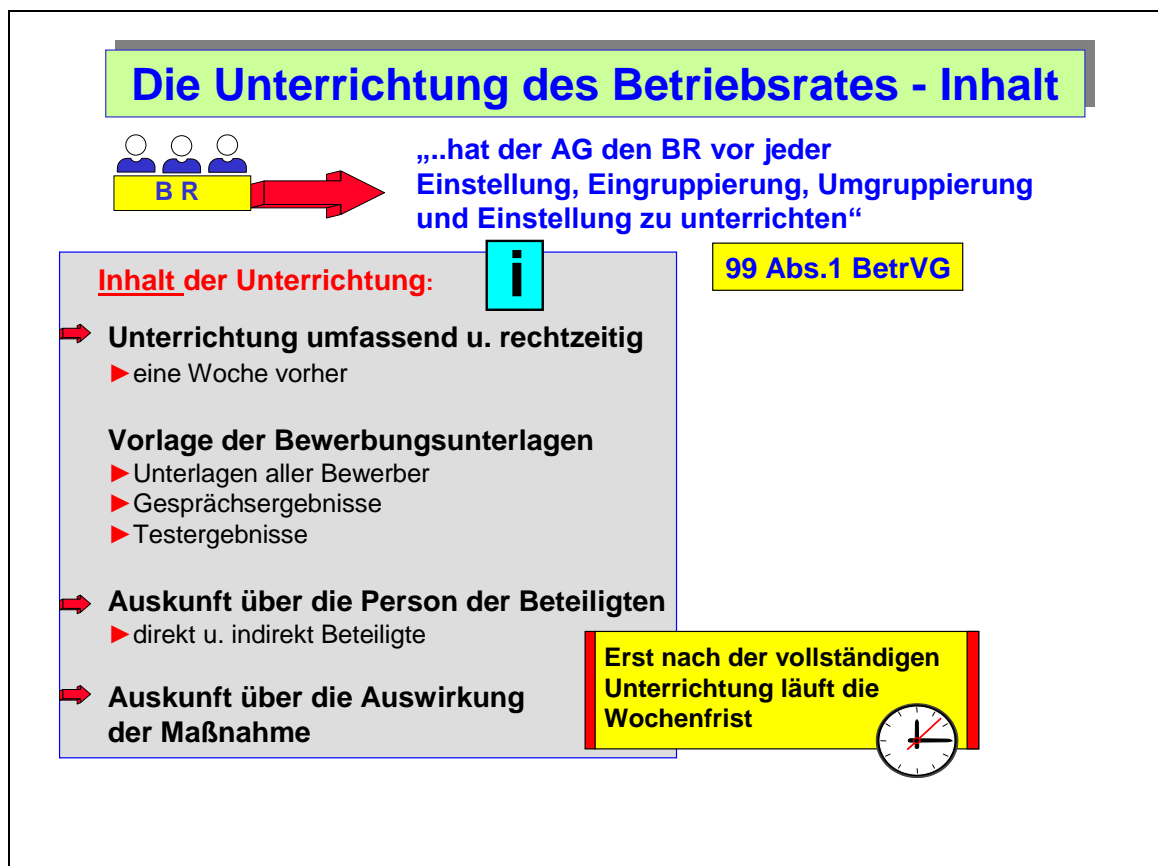 Die Unterrichtung des Betriebsrates - Inhalt
B R
„..hat der AG den BR vor jeder
Einstellung, Eingruppierung, Umgruppierung
und Einstellung zu unterrichten“
99 Abs.1 BetrVG
i
Inhalt der Unterrichtung:
Unterrichtung umfassend u. rechtzeitig
►eine Woche vorher
Vorlage der Bewerbungsunterlagen
►Unterlagen aller Bewerber
►Gesprächsergebnisse
►Testergebnisse
Auskunft über die Person der Beteiligten
►direkt u. indirekt Beteiligte
Auskunft über die Auswirkung
der Maßnahme
Erst nach der vollständigen
Unterrichtung läuft die
Wochenfrist